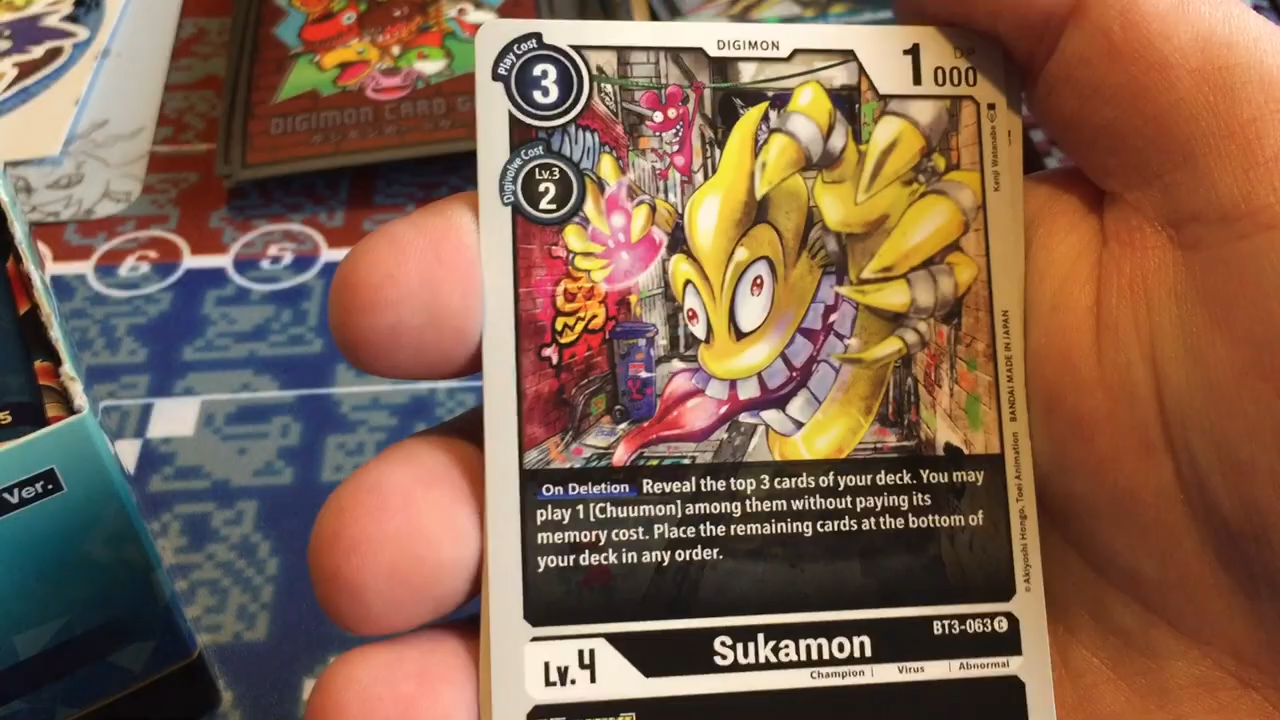 DIGIMON CARD G
6
5
5
Ver.
DIGIMON
Play Cost
3
1000
DP
Digivolve Cost
Lv.3
2
Kenji Watanabe
© Akiyoshi Hongo, Toei Animation BANDAI MADE IN JAPAN
On Deletion Reveal the top 3 cards of your deck. You may
play 1 [Chuumon] among them without paying its
memory cost. Place the remaining cards at the bottom of
your deck in any order.
BT3-063 C
Lv.4
Sukamon
Champion | Virus | Abnormal